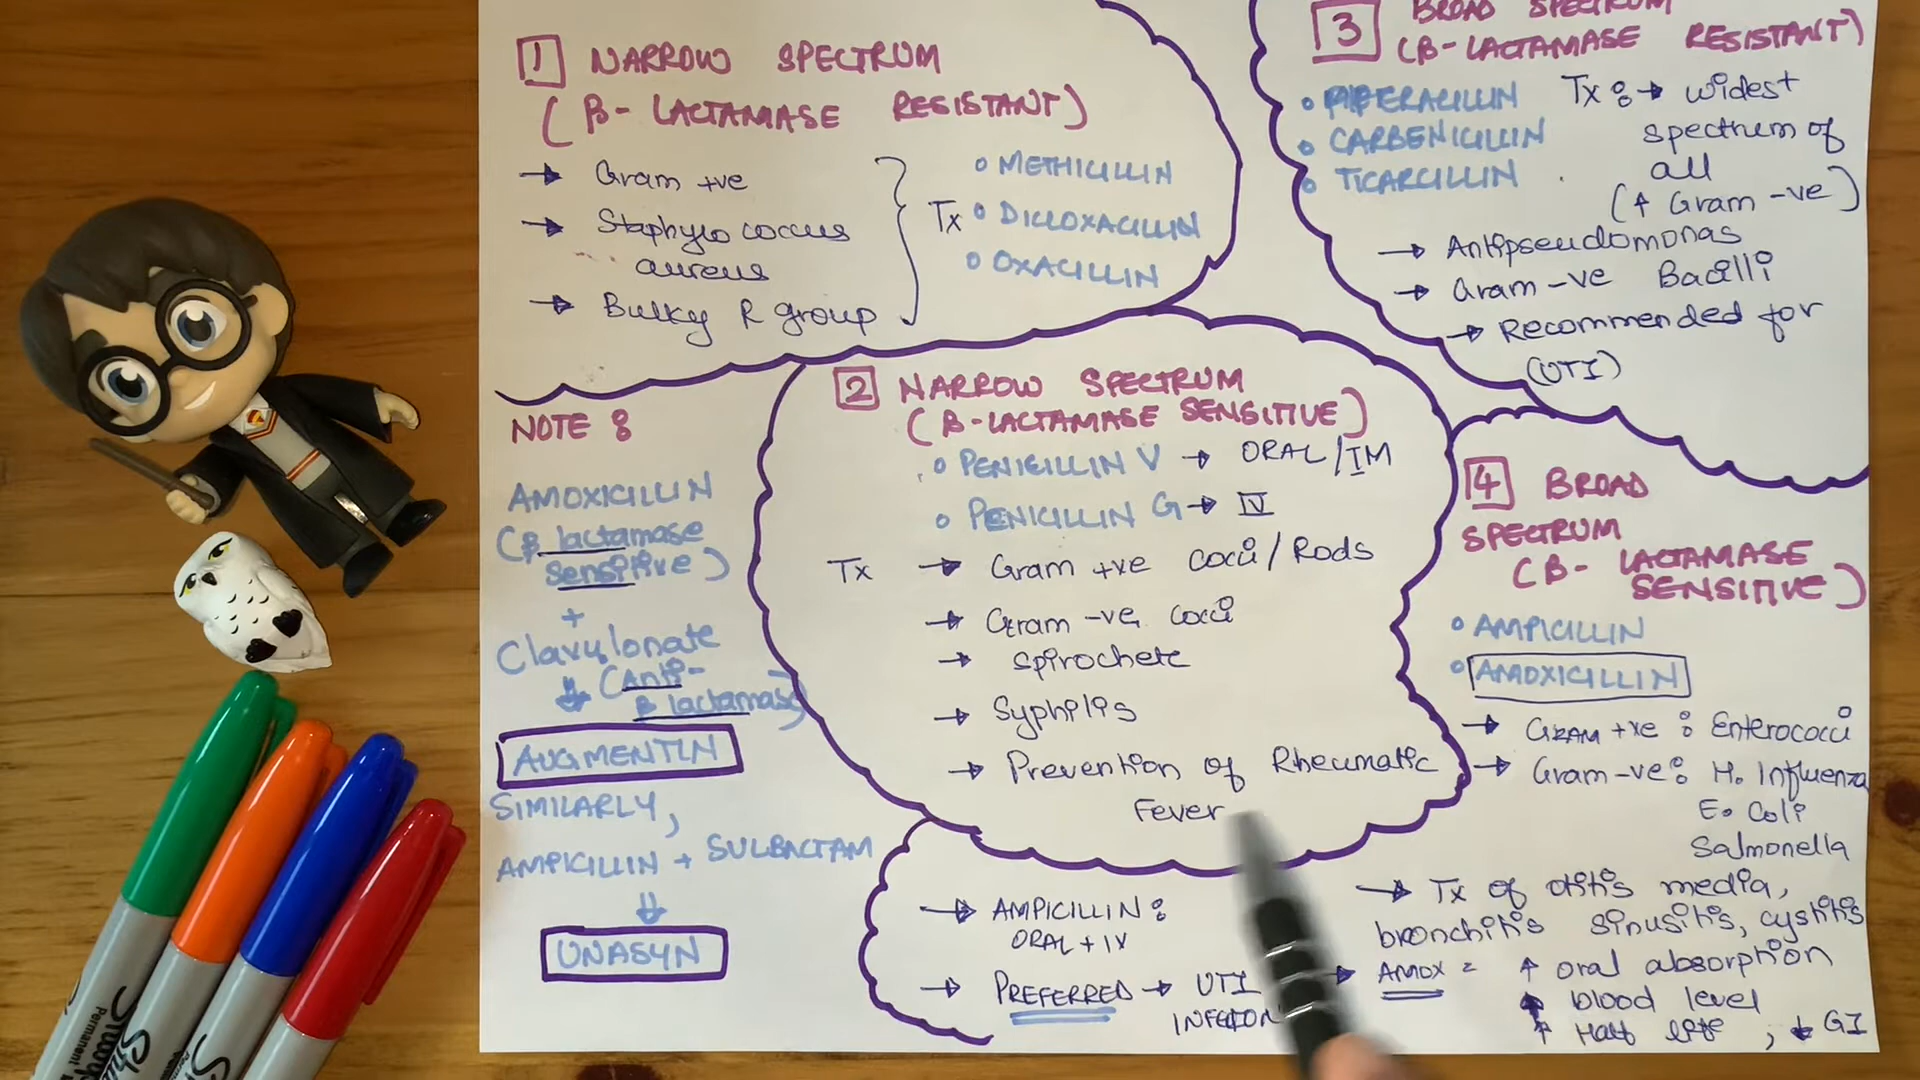 1 NARROW SPECTRUM
(β- LACTAMASE RESISTANT)
→ Gram +ve
→ Staphylococcus
aureus
→ Bulky R group
Tx
o METHICILLIN
o DICLOXACILLIN
o OXACILLIN
3 BROAD SPECTRUM
(β-LACTAMASE RESISTANT)
• PIPERACILLIN
• CARBENICILLIN
• TICARCILLIN
Tx : → widest
spectrum of
all
(↑ Gram -ve)
→ Antipseudomonas
→ Gram -ve Bacilli
→ Recommended for
(UTI)
2 NARROW SPECTRUM
(β-LACTAMASE SENSITIVE)
o PENICILLIN V → ORAL/IM
o PENICILLIN G → IV
Tx → Gram +ve cocci/Rods
→ Gram -ve cocci
→ spirochete
→ Syphilis
→ Prevention of Rheumatic
Fever
NOTE :
AMOXICILLIN
(β lactamase
sensitive)
+
Clavulonate
⇓ (Anti-
β lactamase)
AUGMENTIN
SIMILARLY,
AMPICILLIN + SULBACTAM
⇓
UNASYN
4 BROAD
SPECTRUM
(β- LACTAMASE
SENSITIVE)
o AMPICILLIN
o AMOXICILLIN
→ GRAM +ve : Enterococci
→ Gram -ve : H. Influenza
E. Coli
Salmonella
→ Tx of otitis media,
bronchitis sinusitis, cystitis
→ AMOX = ↑ oral absorption
↑ blood level
↑ Half life , ↓ GI
→ AMPICILLIN :
ORAL + IV
→ PREFERRED → UTI
Permanent